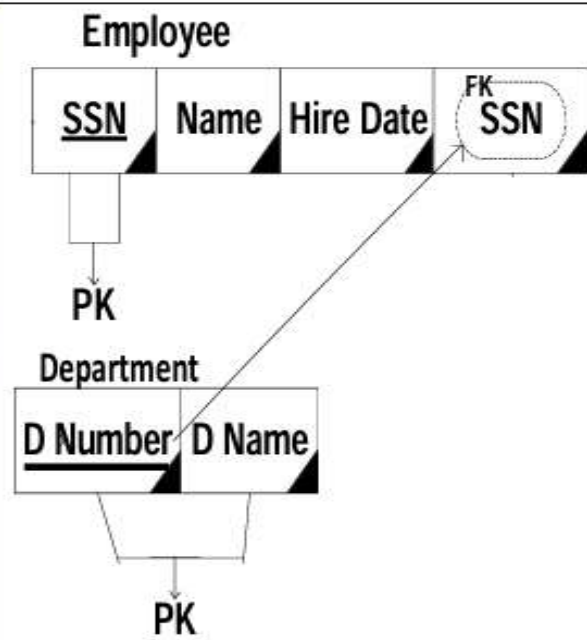 Employee
SSN Name Hire Date FK SSN
PK
Department
D Number D Name
PK